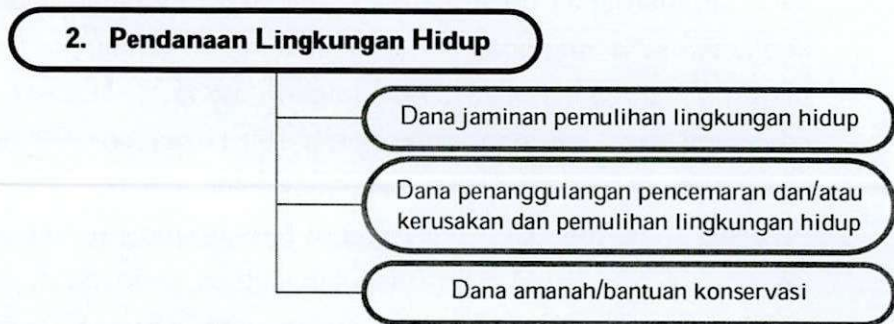 2. Pendanaan Lingkungan Hidup
Dana jaminan pemulihan lingkungan hidup
Dana penanggulangan pencemaran dan/atau
kerusakan dan pemulihan lingkungan hidup
Dana amanah/bantuan konservasi